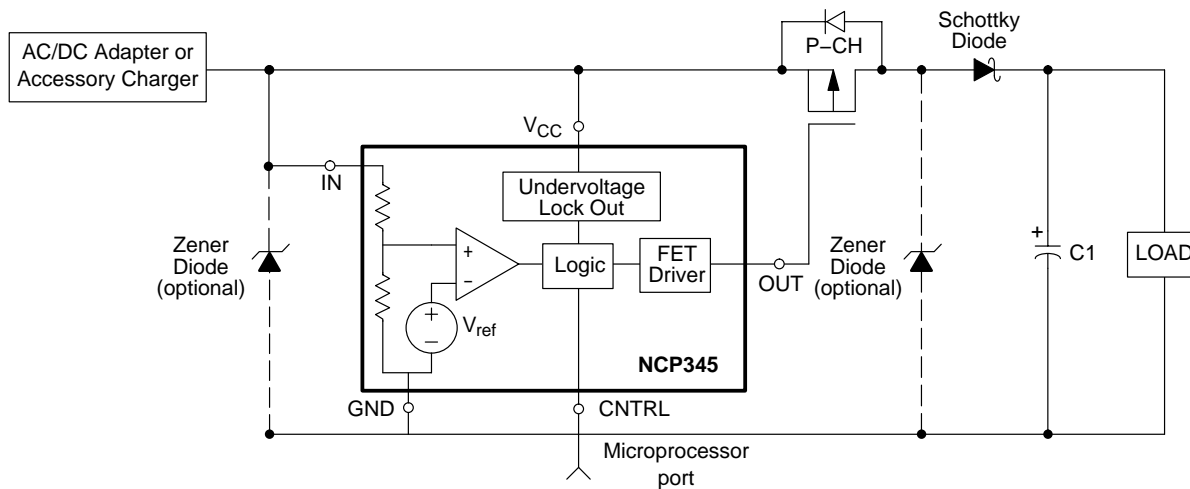 AC/DC Adapter or
Accessory Charger
P–CH
Schottky
Diode
VCC
IN
Undervoltage
Lock Out
Zener
Diode
(optional)
+
–
Logic
FET
Driver
OUT
Zener
Diode
(optional)
+
C1
LOAD
+
–
Vref
NCP345
GND
CNTRL
Microprocessor
port